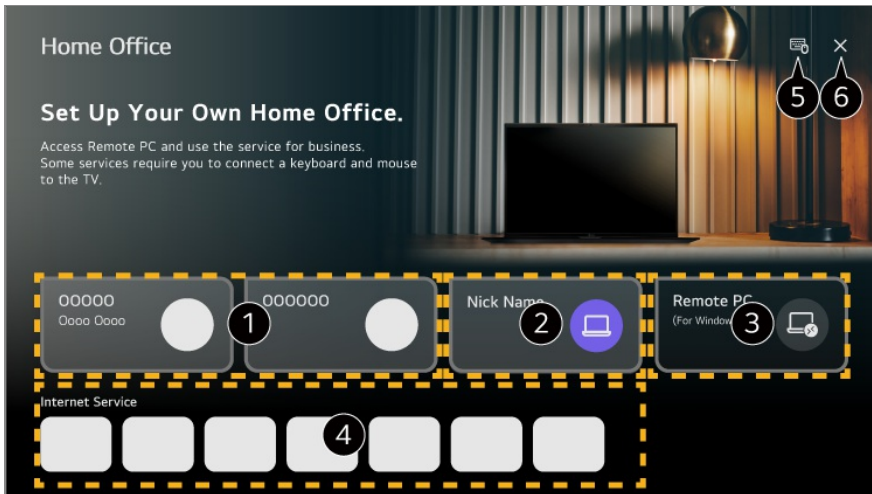 Home Office
5
6
Set Up Your Own Home Office.
Access Remote PC and use the service for business.
Some services require you to connect a keyboard and mouse
to the TV.
OOOOO
Oooo Oooo
1
OOOOOO
Nick Name
2
Remote PC
(For Window
3
Internet Service
4